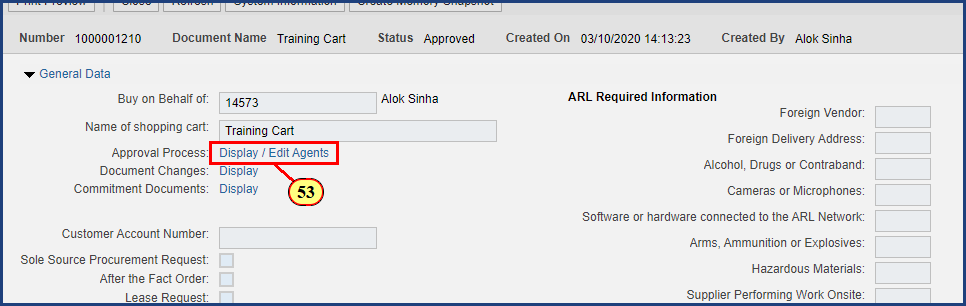 Print Preview Close Refresh System Information Create Memory Snapshot
Number 1000001210 Document Name Training Cart Status Approved Created On 03/10/2020 14:13:23 Created By Alok Sinha
General Data
Buy on Behalf of: 14573 Alok Sinha
Name of shopping cart: Training Cart
Approval Process: Display / Edit Agents
Document Changes: Display
Commitment Documents: Display
53
Customer Account Number:
Sole Source Procurement Request:
After the Fact Order:
Lease Request:
ARL Required Information
Foreign Vendor:
Foreign Delivery Address:
Alcohol, Drugs or Contraband:
Cameras or Microphones:
Software or hardware connected to the ARL Network:
Arms, Ammunition or Explosives:
Hazardous Materials:
Supplier Performing Work Onsite: